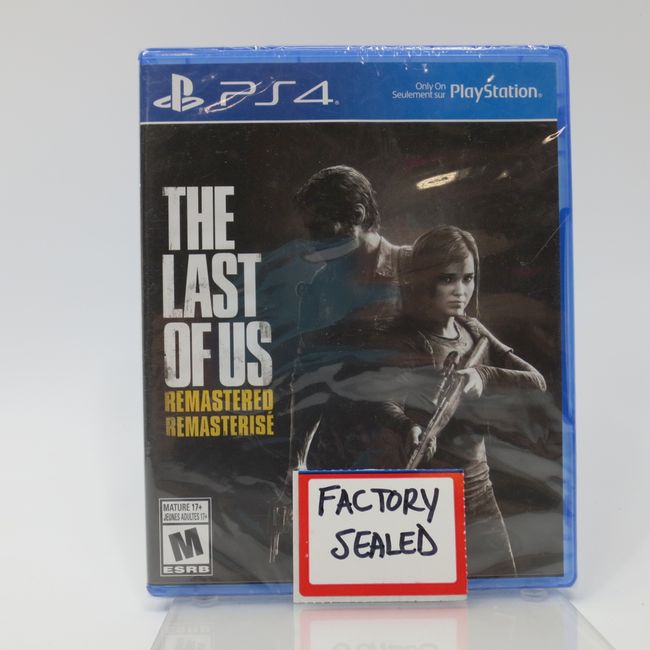 PS4
Only On
Seulement sur
PlayStation®
THE
LAST
OF US
REMASTERED
REMASTERISÉ
MATURE 17+
JEUNES ADULTES 17+
M
ESRB
FACTORY
SEALED